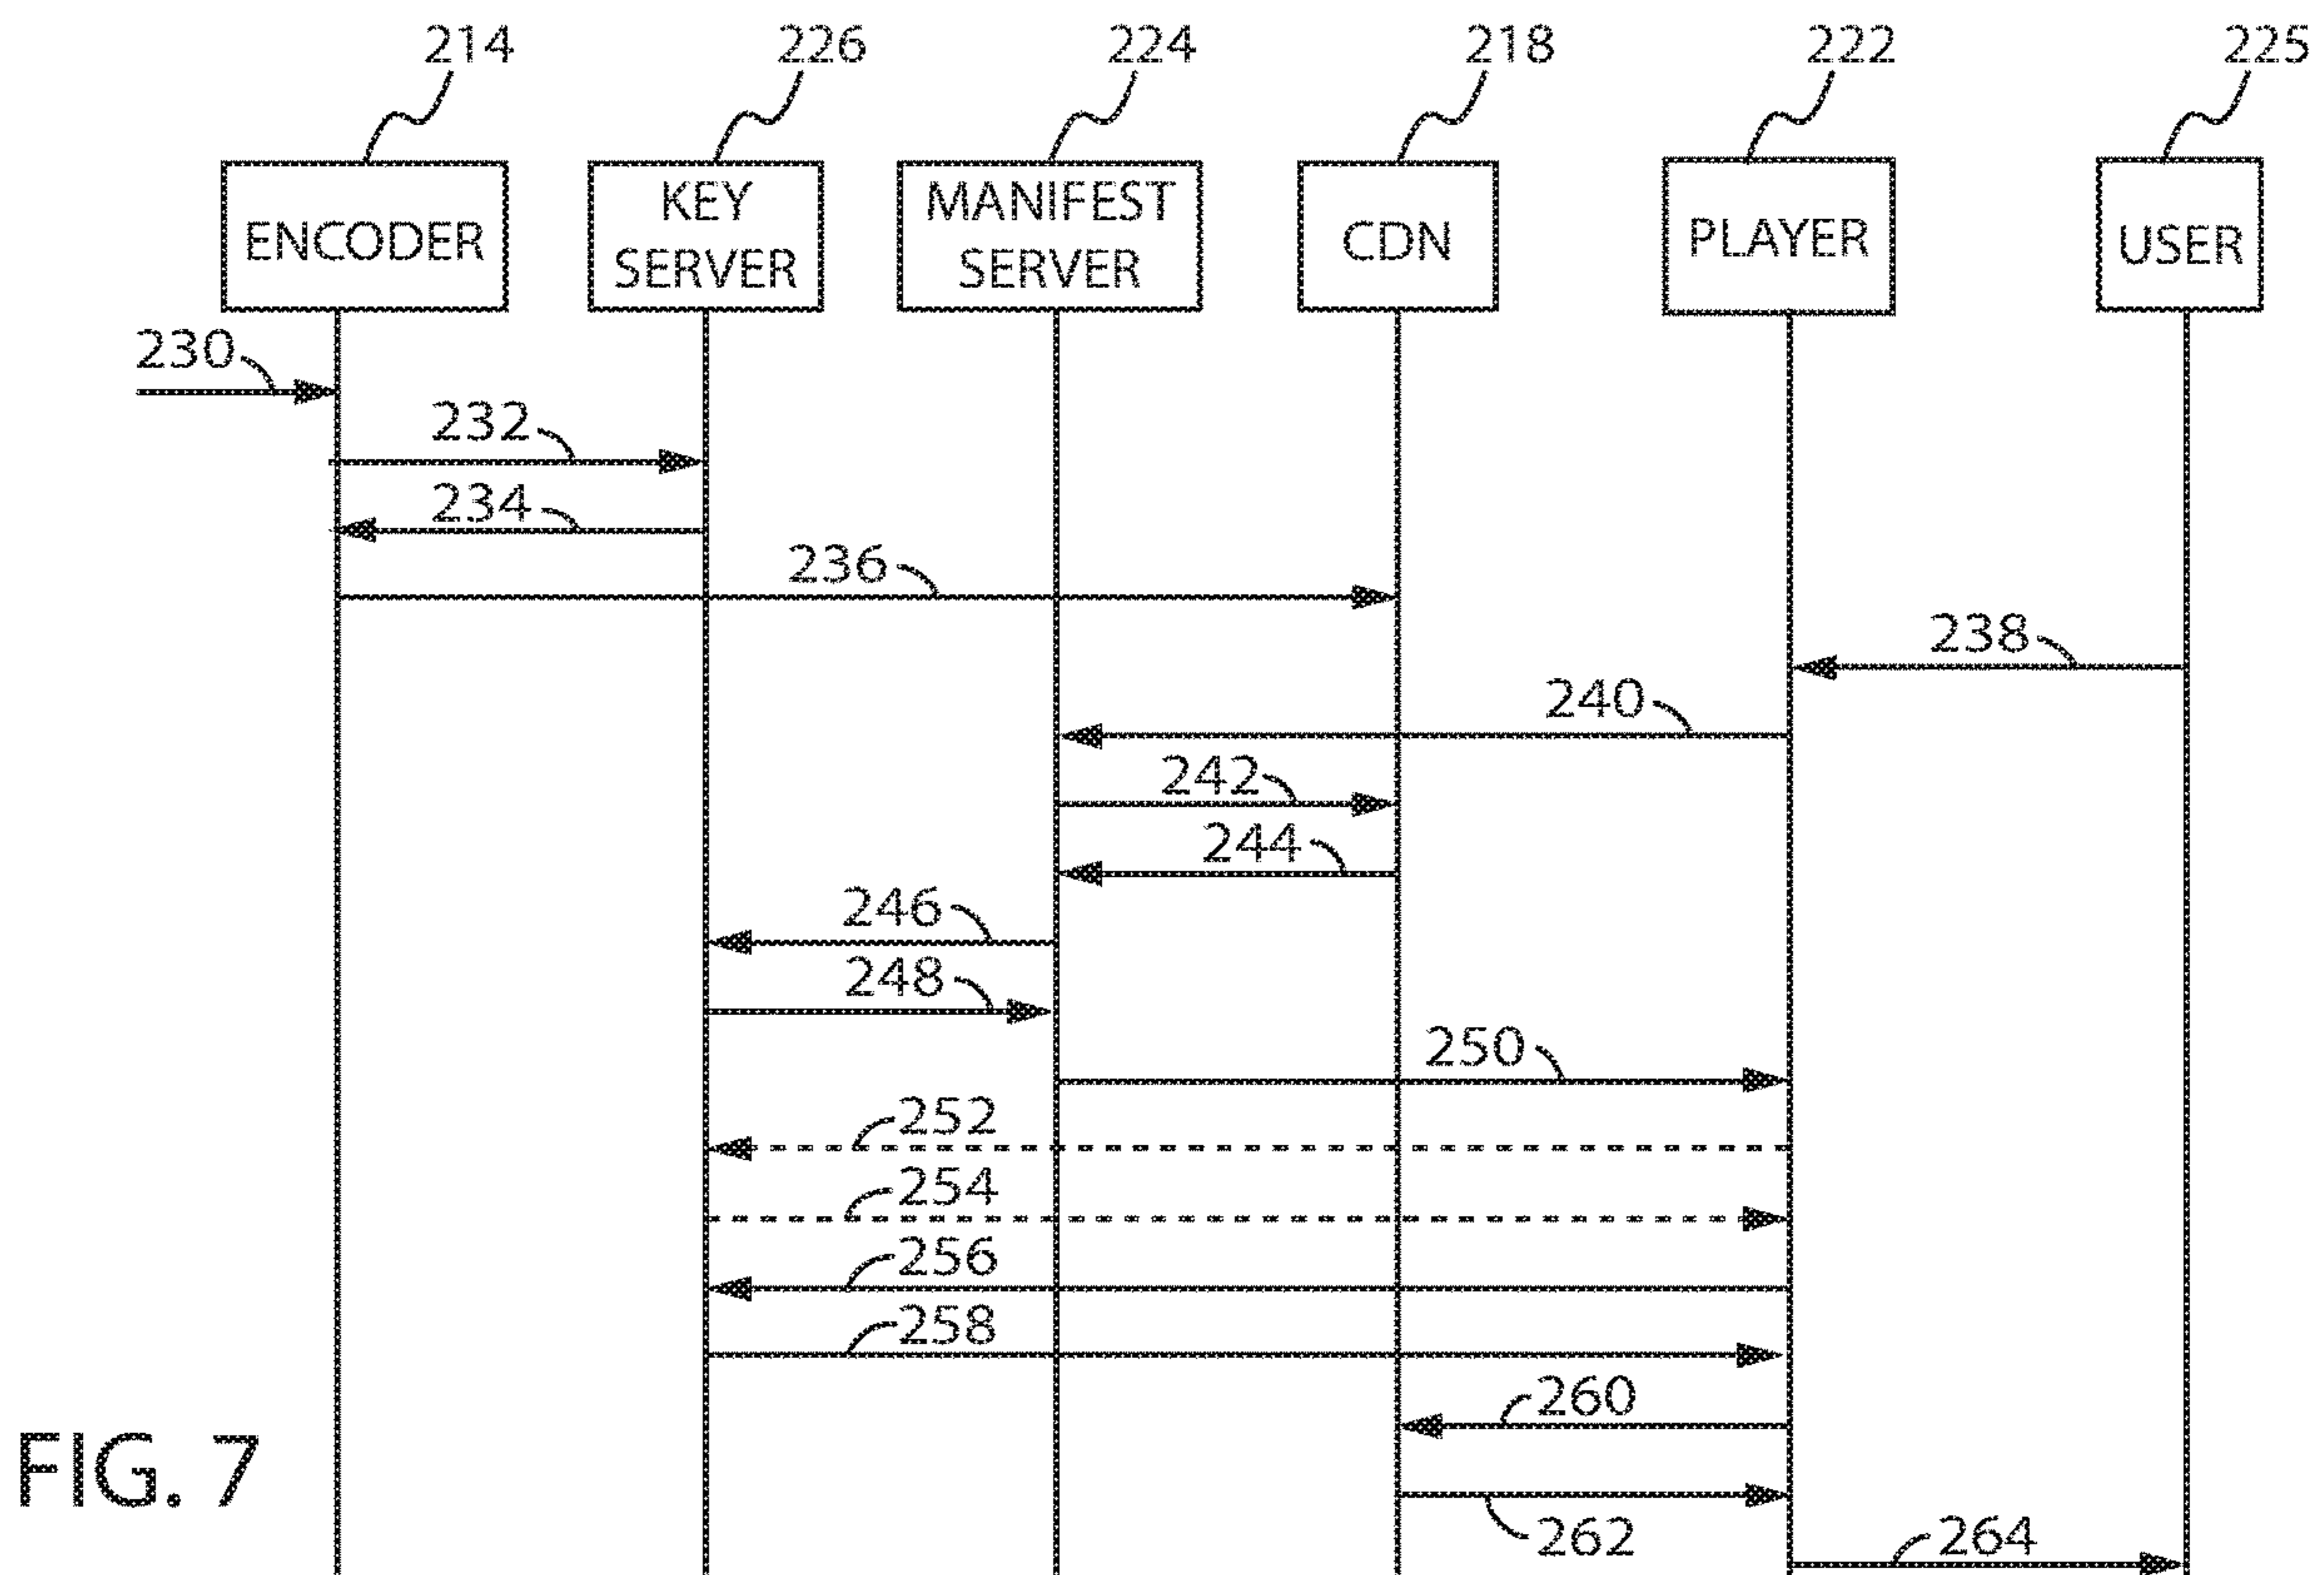 214 226 224 218 222 225
ENCODER
KEY
SERVER
MANIFEST
SERVER
CDN
PLAYER
USER
230
232
234
236
238
240
242
244
246
248
250
252
254
256
258
260
262
264
FIG. 7